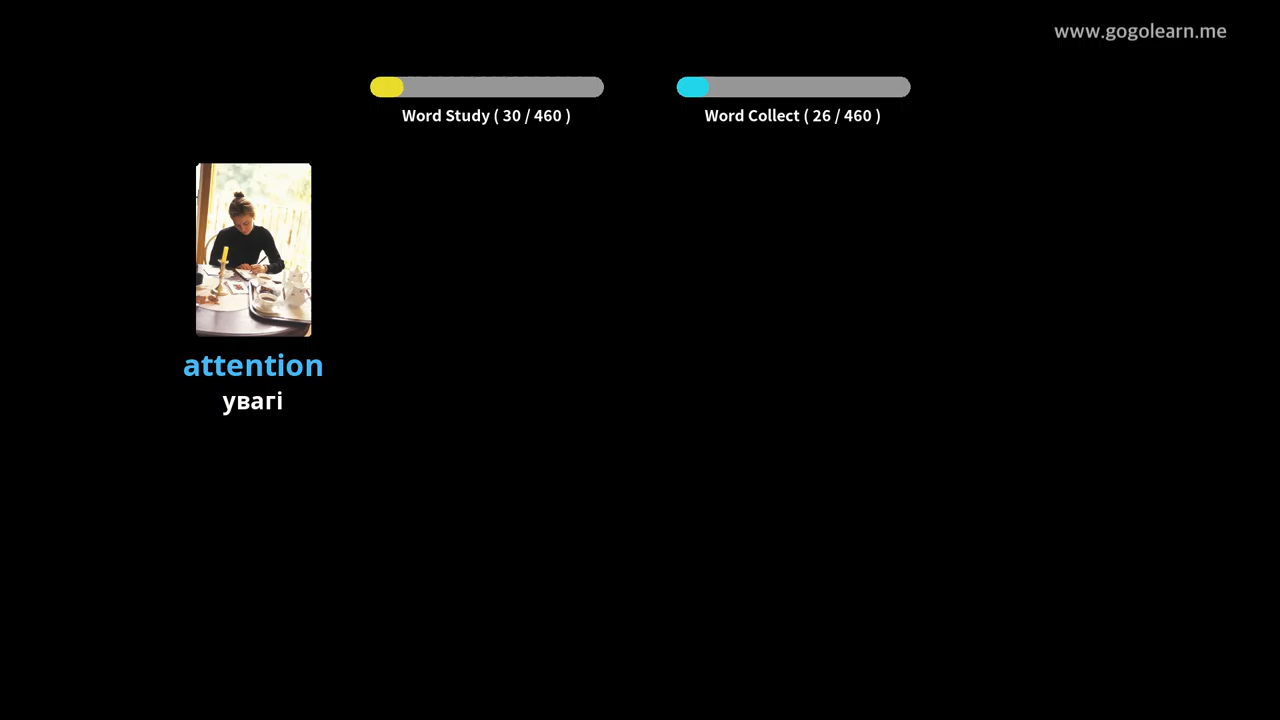 www.gogolearn.me
Word Study ( 30 / 460 )
Word Collect ( 26 / 460 )
attention
увагі